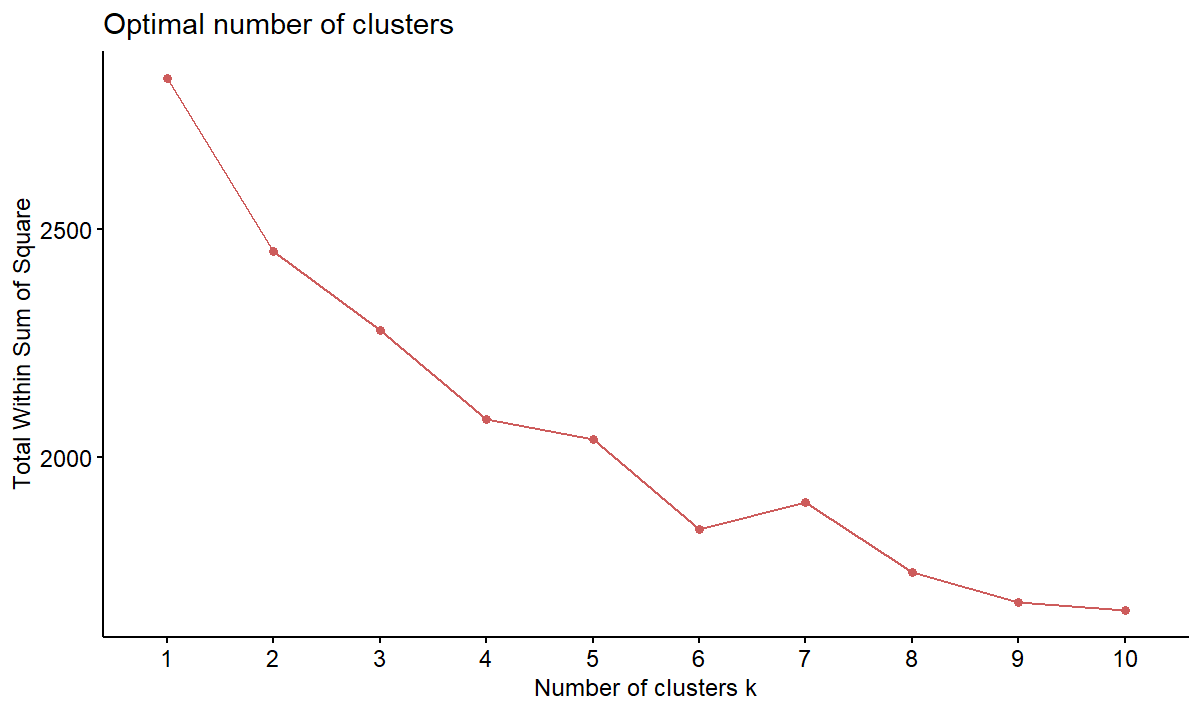 Optimal number of clusters
Total Within Sum of Square
2500
2000
1 2 3 4 5 6 7 8 9 10
Number of clusters k